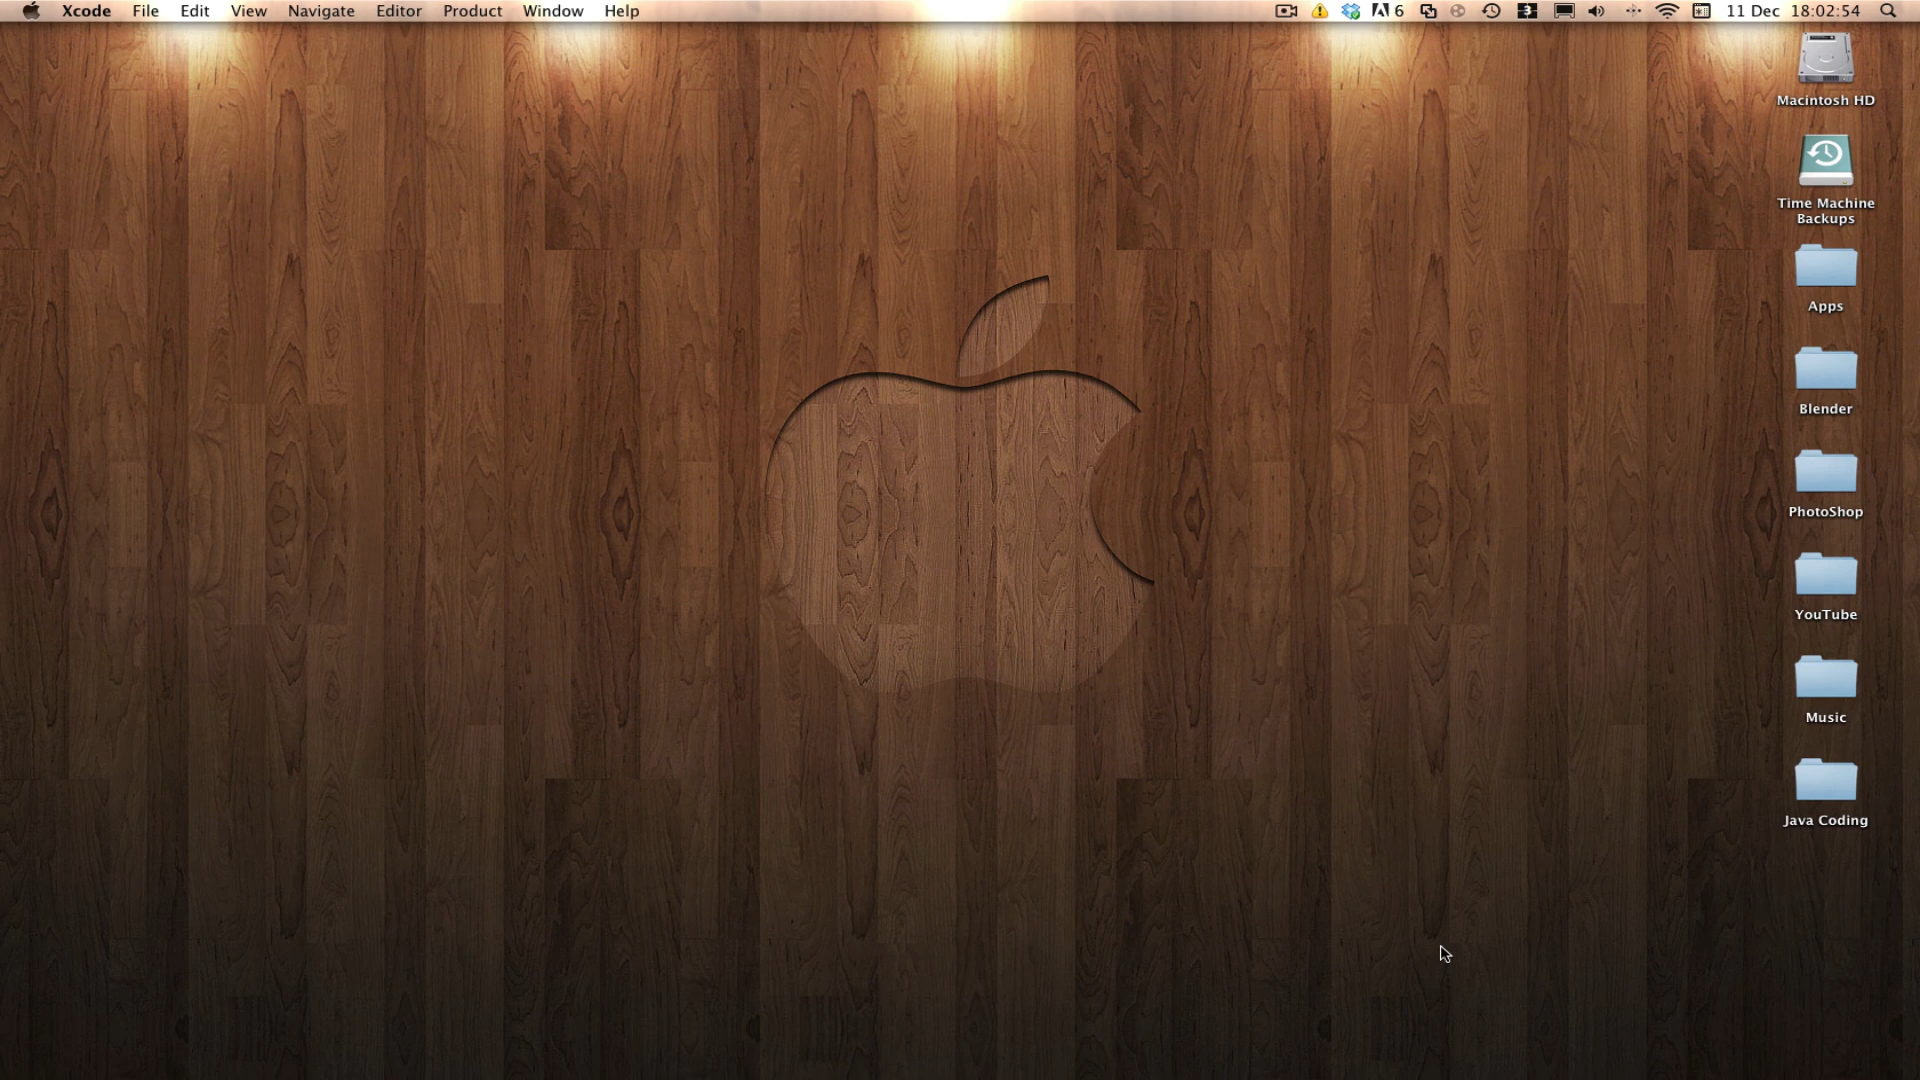 Xcode File Edit View Navigate Editor Product Window Help 6 3 11 Dec 18:02:54
Macintosh HD
Time Machine
Backups
Apps
Blender
PhotoShop
YouTube
Music
Java Coding